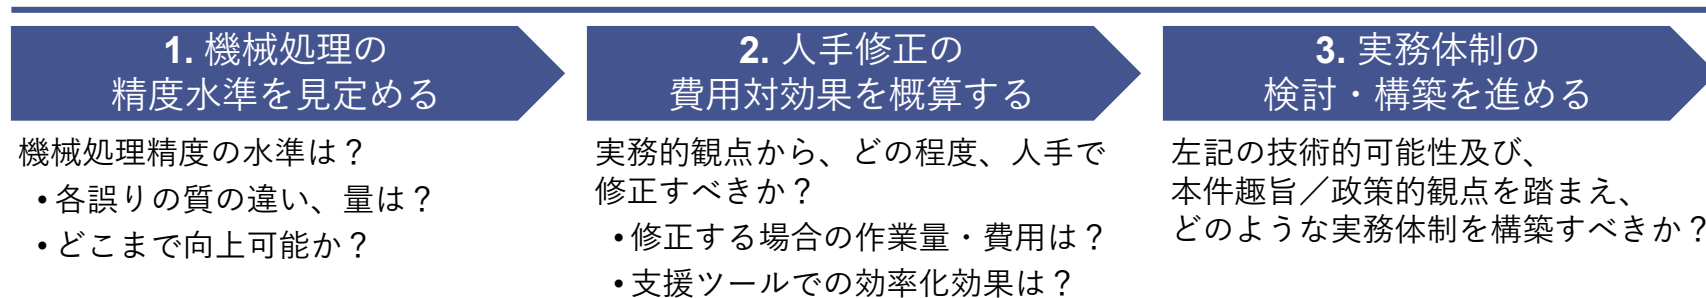 1. 機械処理の
精度水準を見定める
機械処理精度の水準は？
•各誤りの質の違い、量は？
•どこまで向上可能か？
2. 人手修正の
費用対効果を概算する
実務的観点から、どの程度、人手で
修正すべきか？
•修正する場合の作業量・費用は？
•支援ツールでの効率化効果は？
3. 実務体制の
検討・構築を進める
左記の技術的可能性及び、
本件趣旨／政策的観点を踏まえ、
どのような実務体制を構築すべきか？